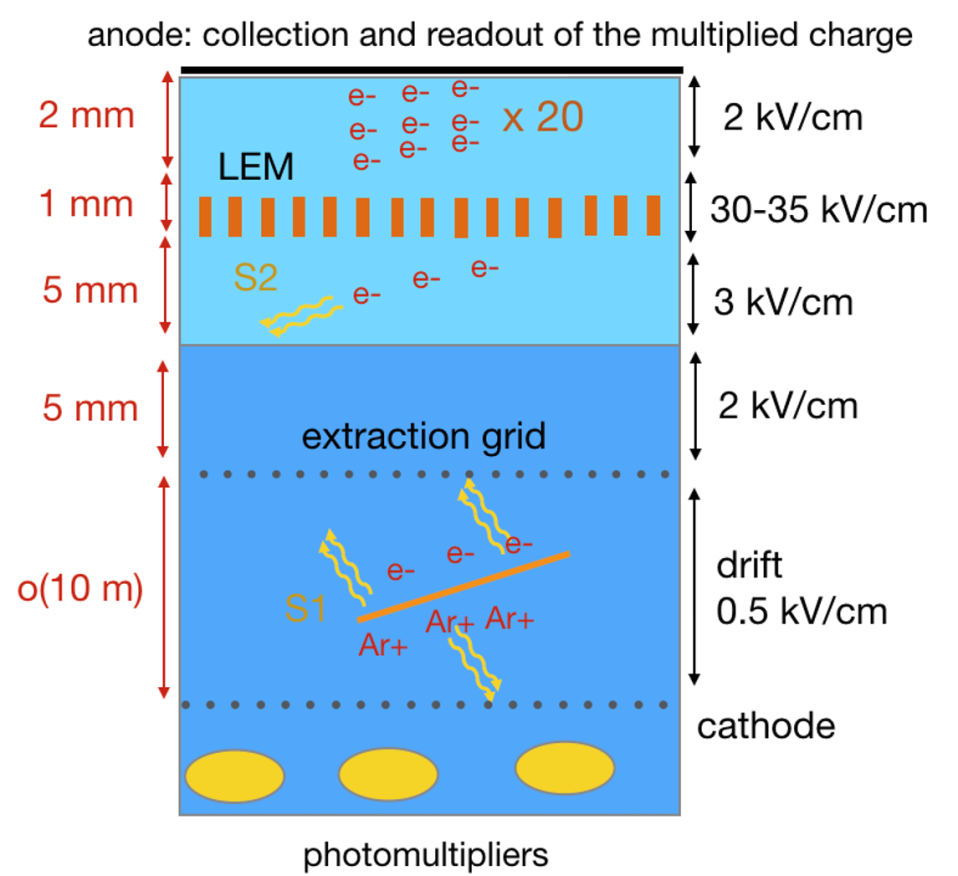 anode: collection and readout of the multiplied charge
2 mm
e- e- e-
e- e- e-
e- e- e-
x 20
2 kV/cm
LEM
1 mm
30-35 kV/cm
S2
e- e- e-
5 mm
3 kV/cm
5 mm
2 kV/cm
extraction grid
e- e- e-
o(10 m)
S1
Ar+ Ar+ Ar+
drift
0.5 kV/cm
cathode
photomultipliers